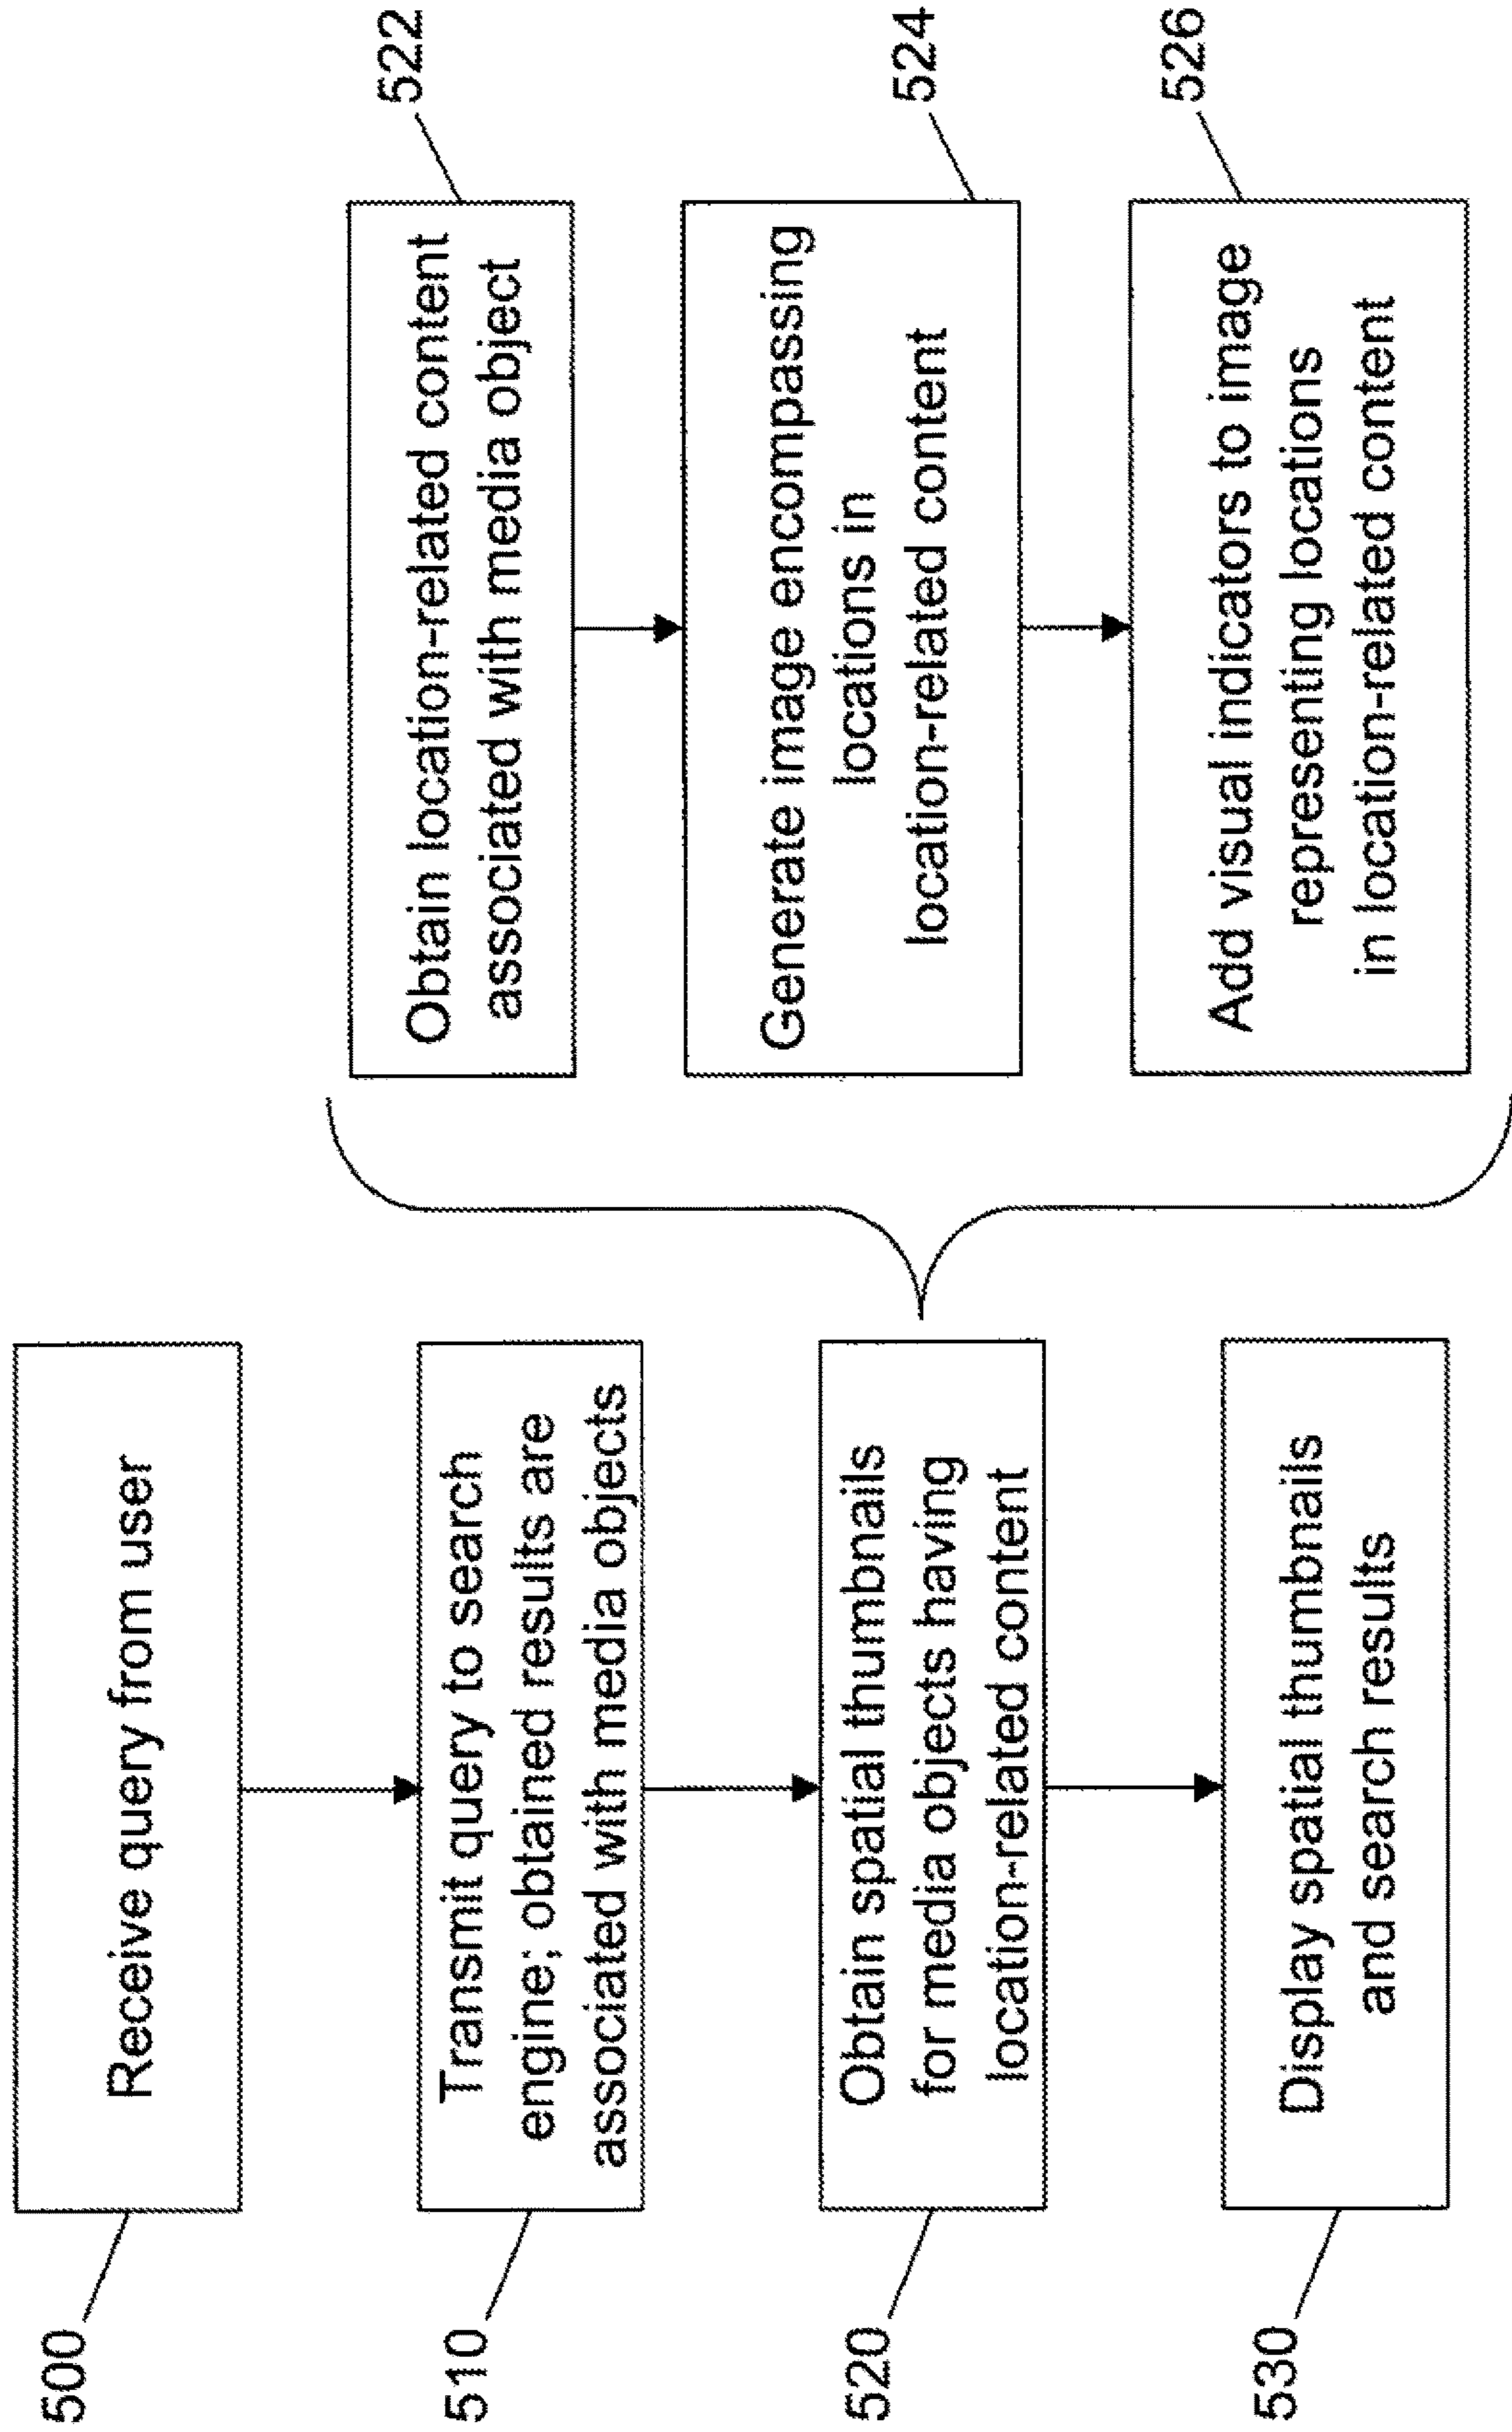 500
Receive query from user
510
Transmit query to search
engine; obtained results are
associated with media objects
520
Obtain spatial thumbnails
for media objects having
location-related content
530
Display spatial thumbnails
and search results
522
Obtain location-related content
associated with media object
524
Generate image encompassing
locations in
location-related content
526
Add visual indicators to image
representing locations
in location-related content